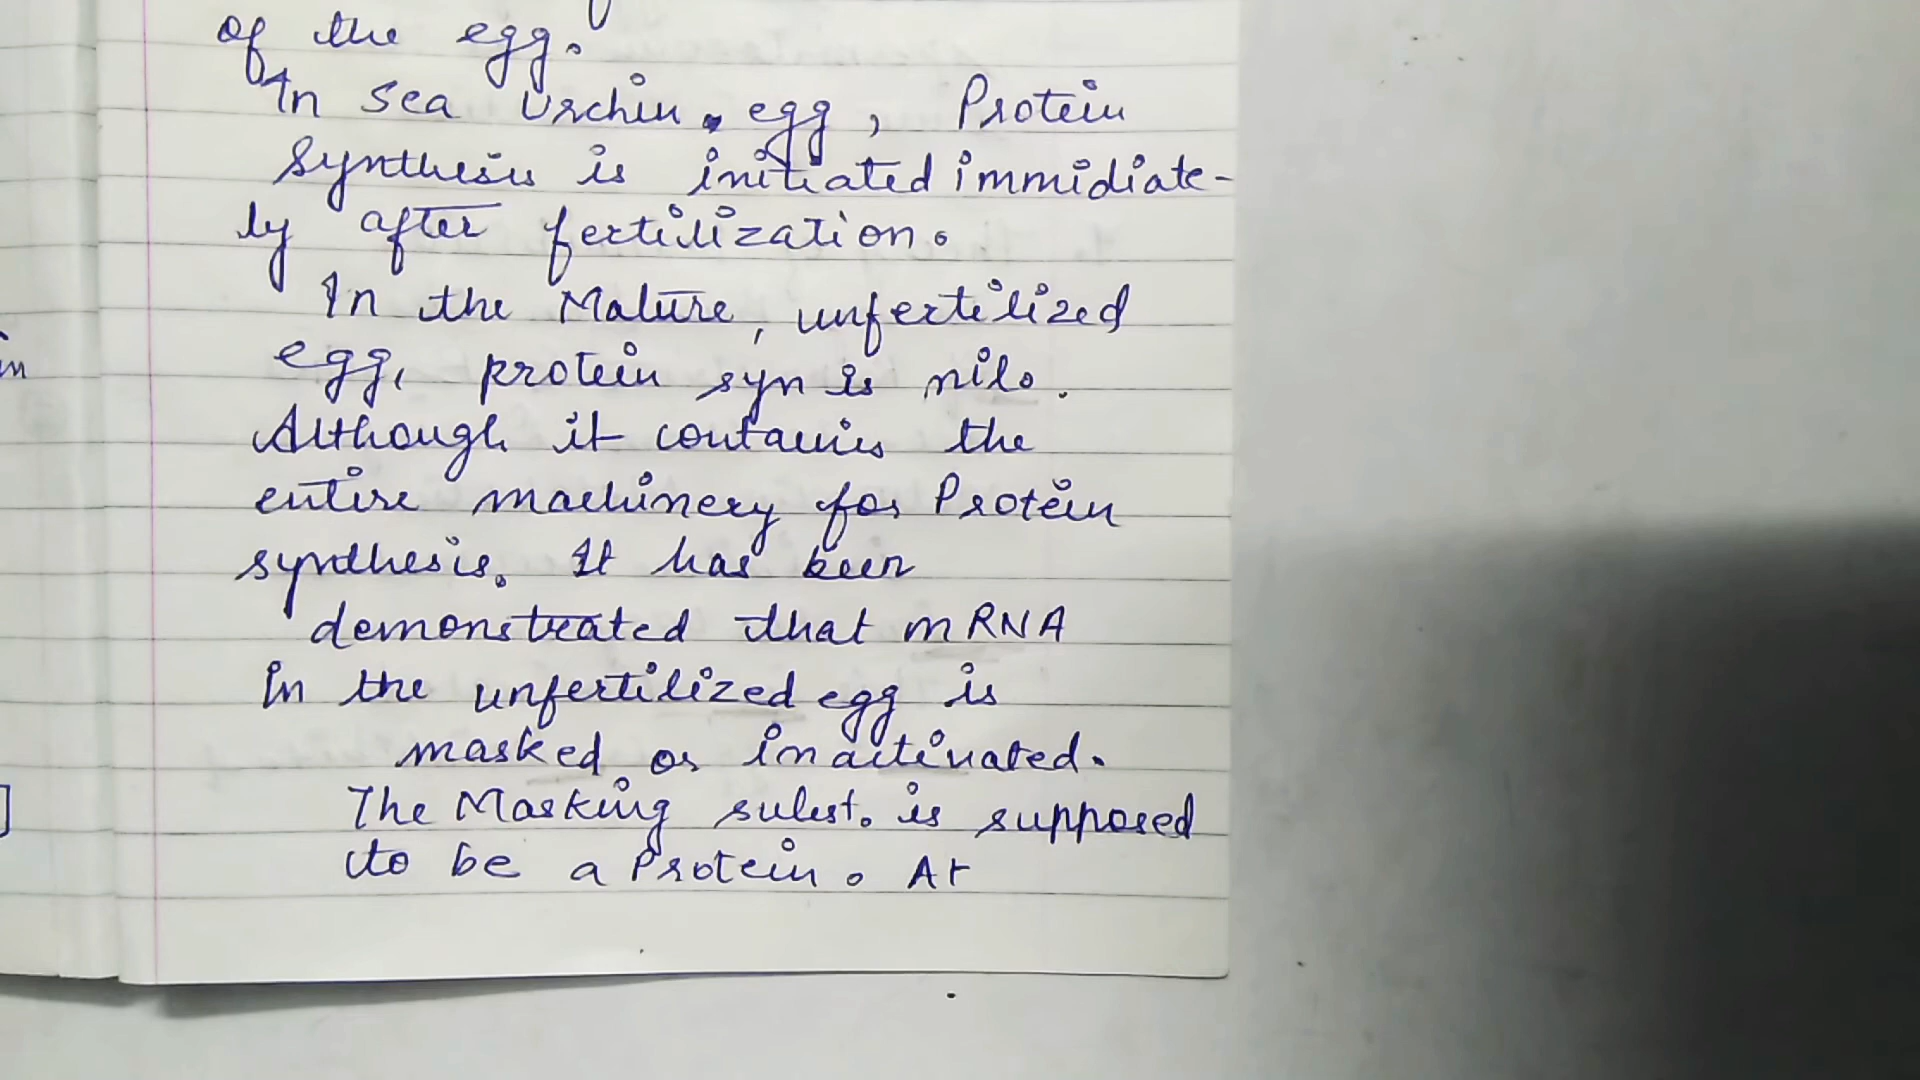 of the egg.
In sea Urchin egg, Protein
synthesis is initiated immidiate-
ly after fertilization.
In the Mature, unfertilized
egg, protein syn is nil.
Although it contains the
entire machinery for Protein
synthesis. It has been
demonstrated that mRNA
in
in the unfertilized egg is
masked or inactivated.
The Masking subst. is supposed
to be a Protein. At
]